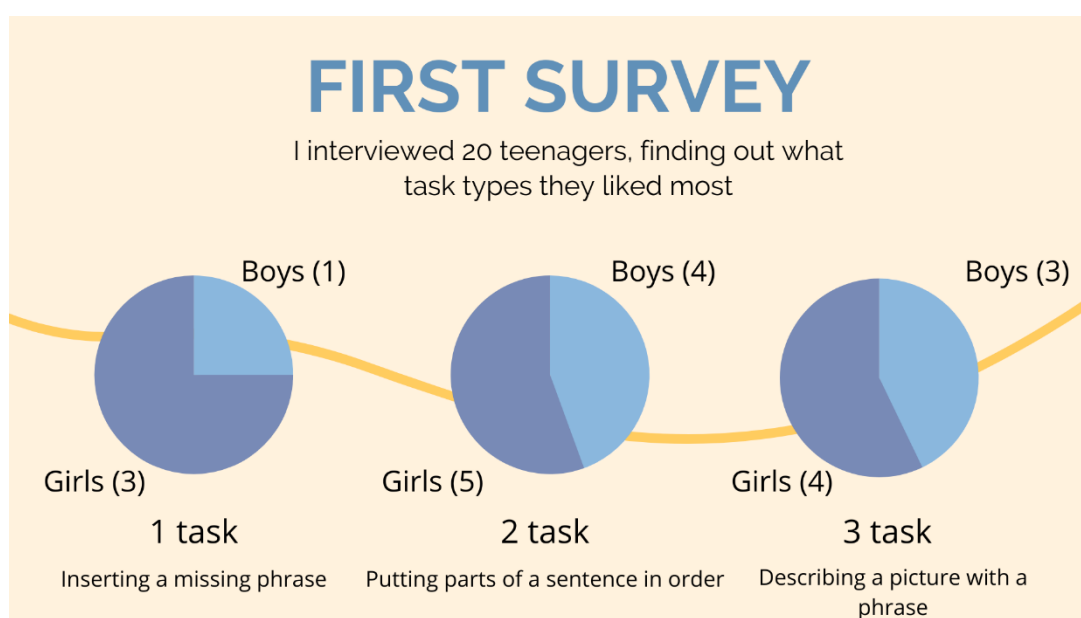 FIRST SURVEY
I interviewed 20 teenagers, finding out what
task types they liked most
Boys (1)
Girls (3)
1 task
Inserting a missing phrase
Boys (4)
Girls (5)
2 task
Putting parts of a sentence in order
Boys (3)
Girls (4)
3 task
Describing a picture with a
phrase